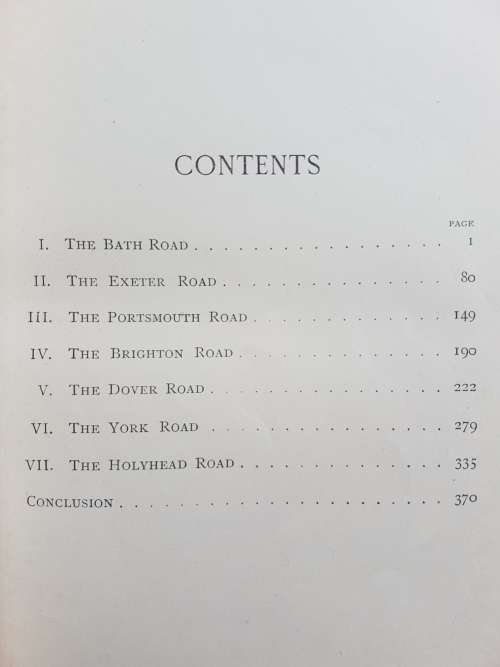 CONTENTS
PAGE
I. THE BATH ROAD . . . . . . . . . . . . . . . . . 1
II. THE EXETER ROAD . . . . . . . . . . . . . . . 80
III. THE PORTSMOUTH ROAD . . . . . . . . . . . . . 149
IV. THE BRIGHTON ROAD . . . . . . . . . . . . . . 190
V. THE DOVER ROAD . . . . . . . . . . . . . . . . 222
VI. THE YORK ROAD . . . . . . . . . . . . . . . . 279
VII. THE HOLYHEAD ROAD . . . . . . . . . . . . . . 335
CONCLUSION . . . . . . . . . . . . . . . . . . . . . . 370